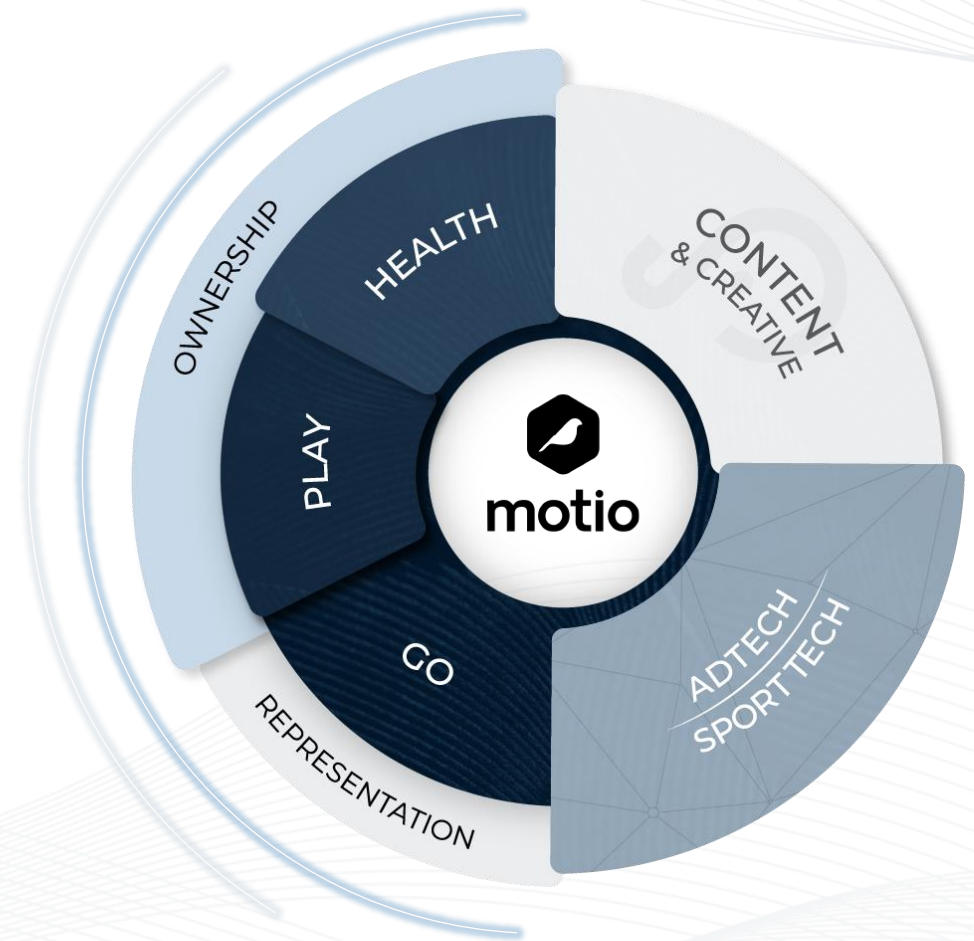 OWNERSHIP
HEALTH
CONTENT
& CREATIVE
PLAY
motio
GO
ADTECH
SPORTTECH
REPRESENTATION